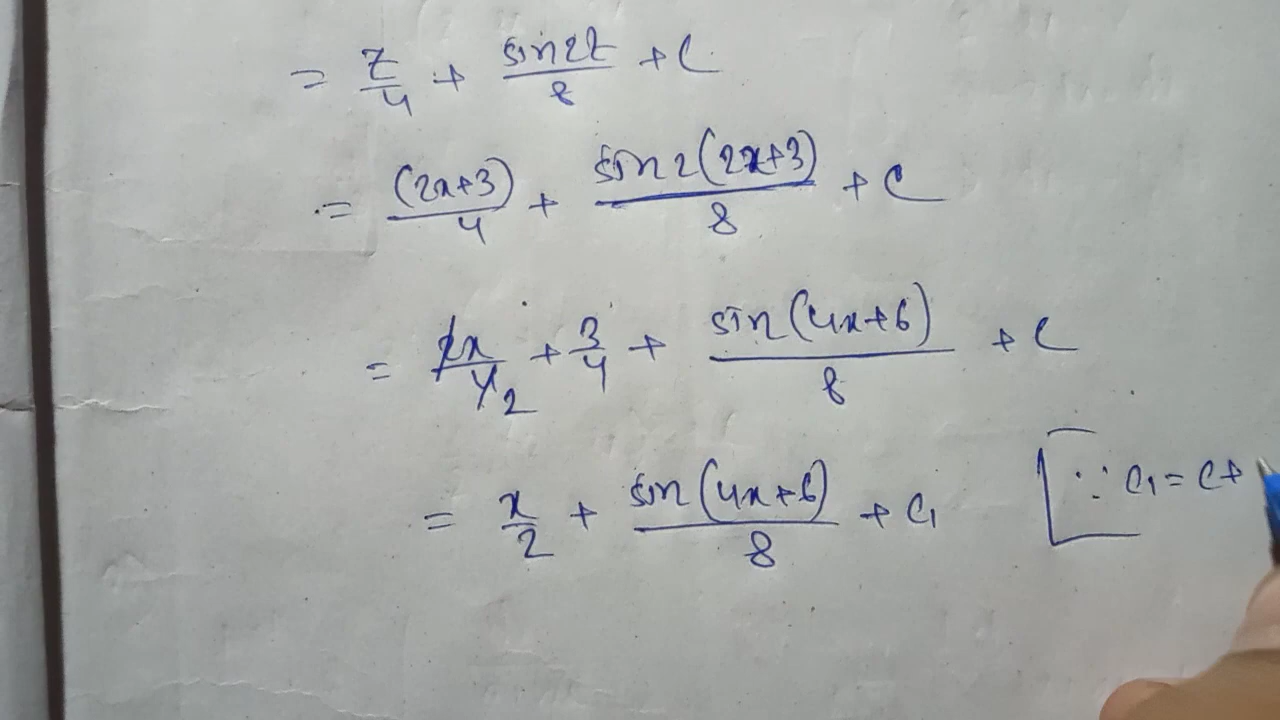 = z/4 + sin2z/8 + C
= (2x+3)/4 + sin2(2x+3)/8 + C
= 2x/4 2 + 3/4 + sin(4x+6)/8 + C
= x/2 + sin(4x+6)/8 + C₁ [∵ C₁ = C+